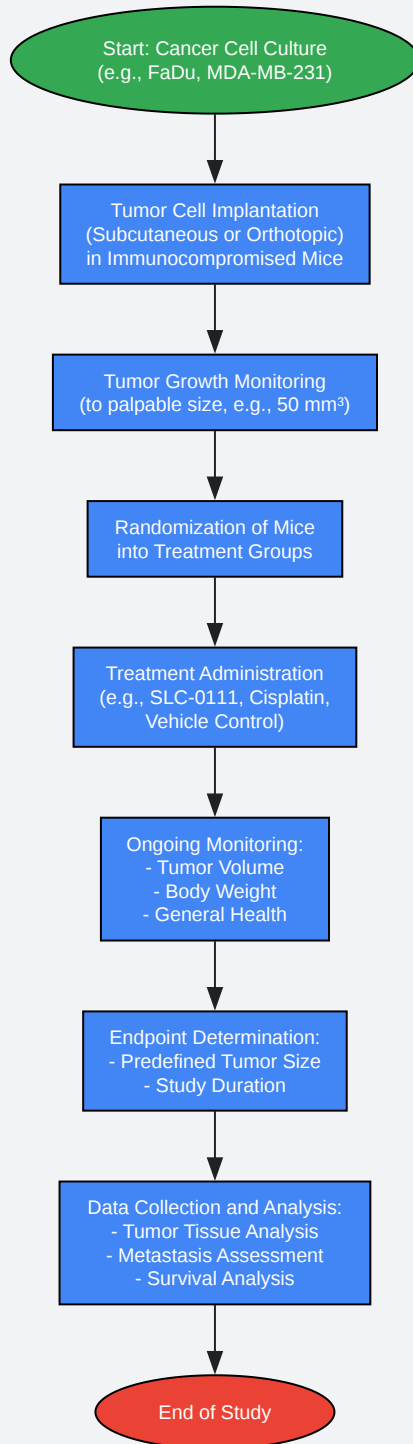 Start: Cancer Cell Culture
(e.g., FaDu, MDA-MB-231)
Tumor Cell Implantation
(Subcutaneous or Orthotopic)
in Immunocompromised Mice
Tumor Growth Monitoring
(to palpable size, e.g., 50 mm³)
Randomization of Mice
into Treatment Groups
Treatment Administration
(e.g., SLC-0111, Cisplatin,
Vehicle Control)
Ongoing Monitoring:
- Tumor Volume
- Body Weight
- General Health
Endpoint Determination:
- Predefined Tumor Size
- Study Duration
Data Collection and Analysis:
- Tumor Tissue Analysis
- Metastasis Assessment
- Survival Analysis
End of Study